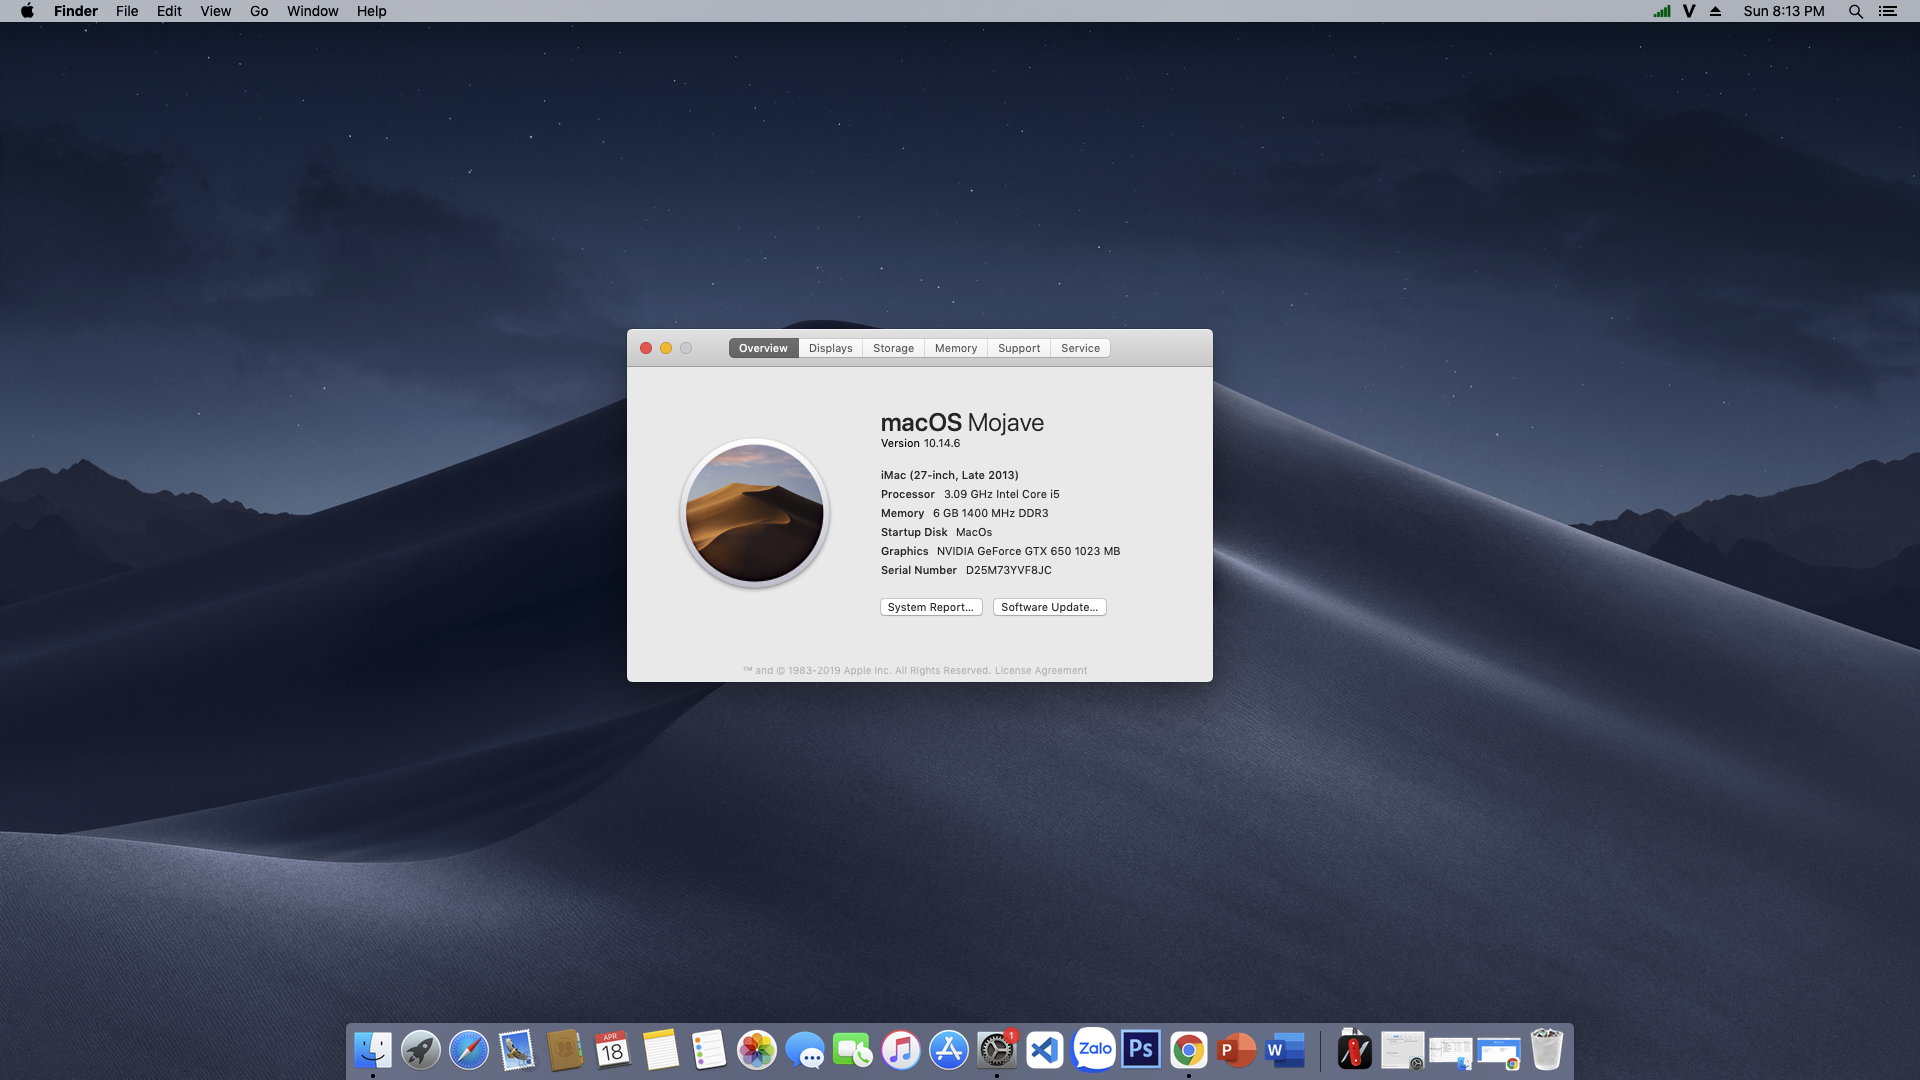 Finder File Edit View Go Window Help
V Sun 8:13 PM
Overview Displays Storage Memory Support Service
macOS Mojave
Version 10.14.6
iMac (27-inch, Late 2013)
Processor 3.09 GHz Intel Core i5
Memory 6 GB 1400 MHz DDR3
Startup Disk MacOs
Graphics NVIDIA GeForce GTX 650 1023 MB
Serial Number D25M73YVF8JC
System Report... Software Update...
™ and © 1983-2019 Apple Inc. All Rights Reserved. License Agreement
APR
18
1
Zalo
Ps
P
W